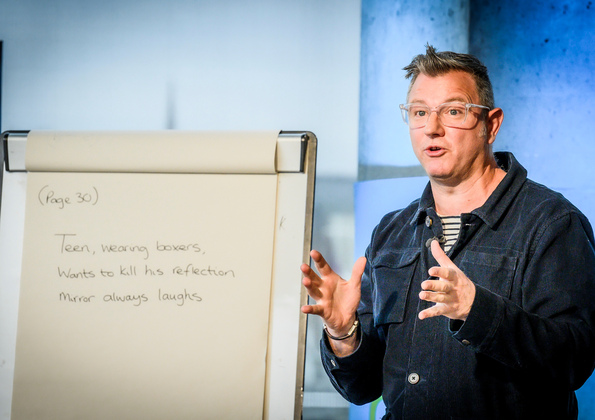 (Page 30)
Teen, wearing boxers,
Wants to kill his reflection
Mirror always laughs